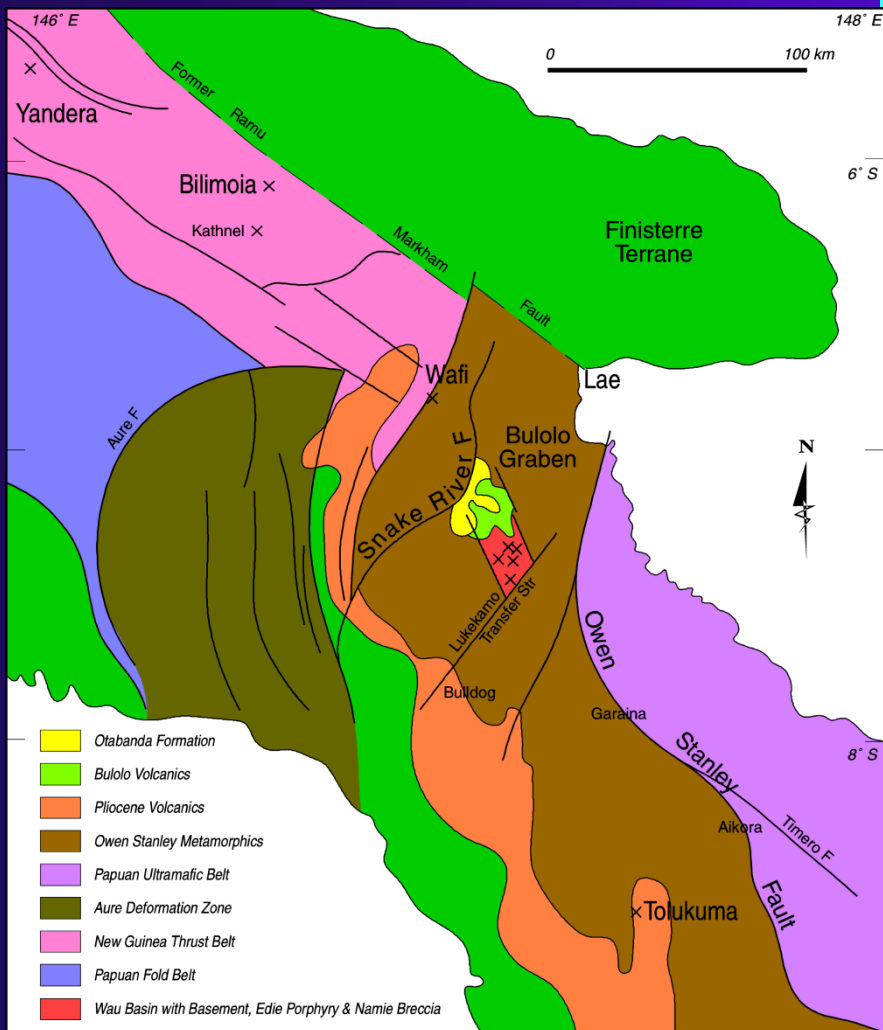 146° E
148° E
0
100 km
Former
Ramu
Yandera
6° S
Bilimoia
Kathnel
Markham
Finisterre
Terrane
Fault
Wafi
Lae
Aure F
Bulolo
Graben
N
Snake River F
Lukekamo
Transfer Str
Owen
Bulldog
Garaina
Stanley
8° S
Aikora
Timero F
Fault
Tolukuma
Otabanda Formation
Bulolo Volcanics
Pliocene Volcanics
Owen Stanley Metamorphics
Papuan Ultramafic Belt
Aure Deformation Zone
New Guinea Thrust Belt
Papuan Fold Belt
Wau Basin with Basement, Edie Porphyry & Namie Breccia